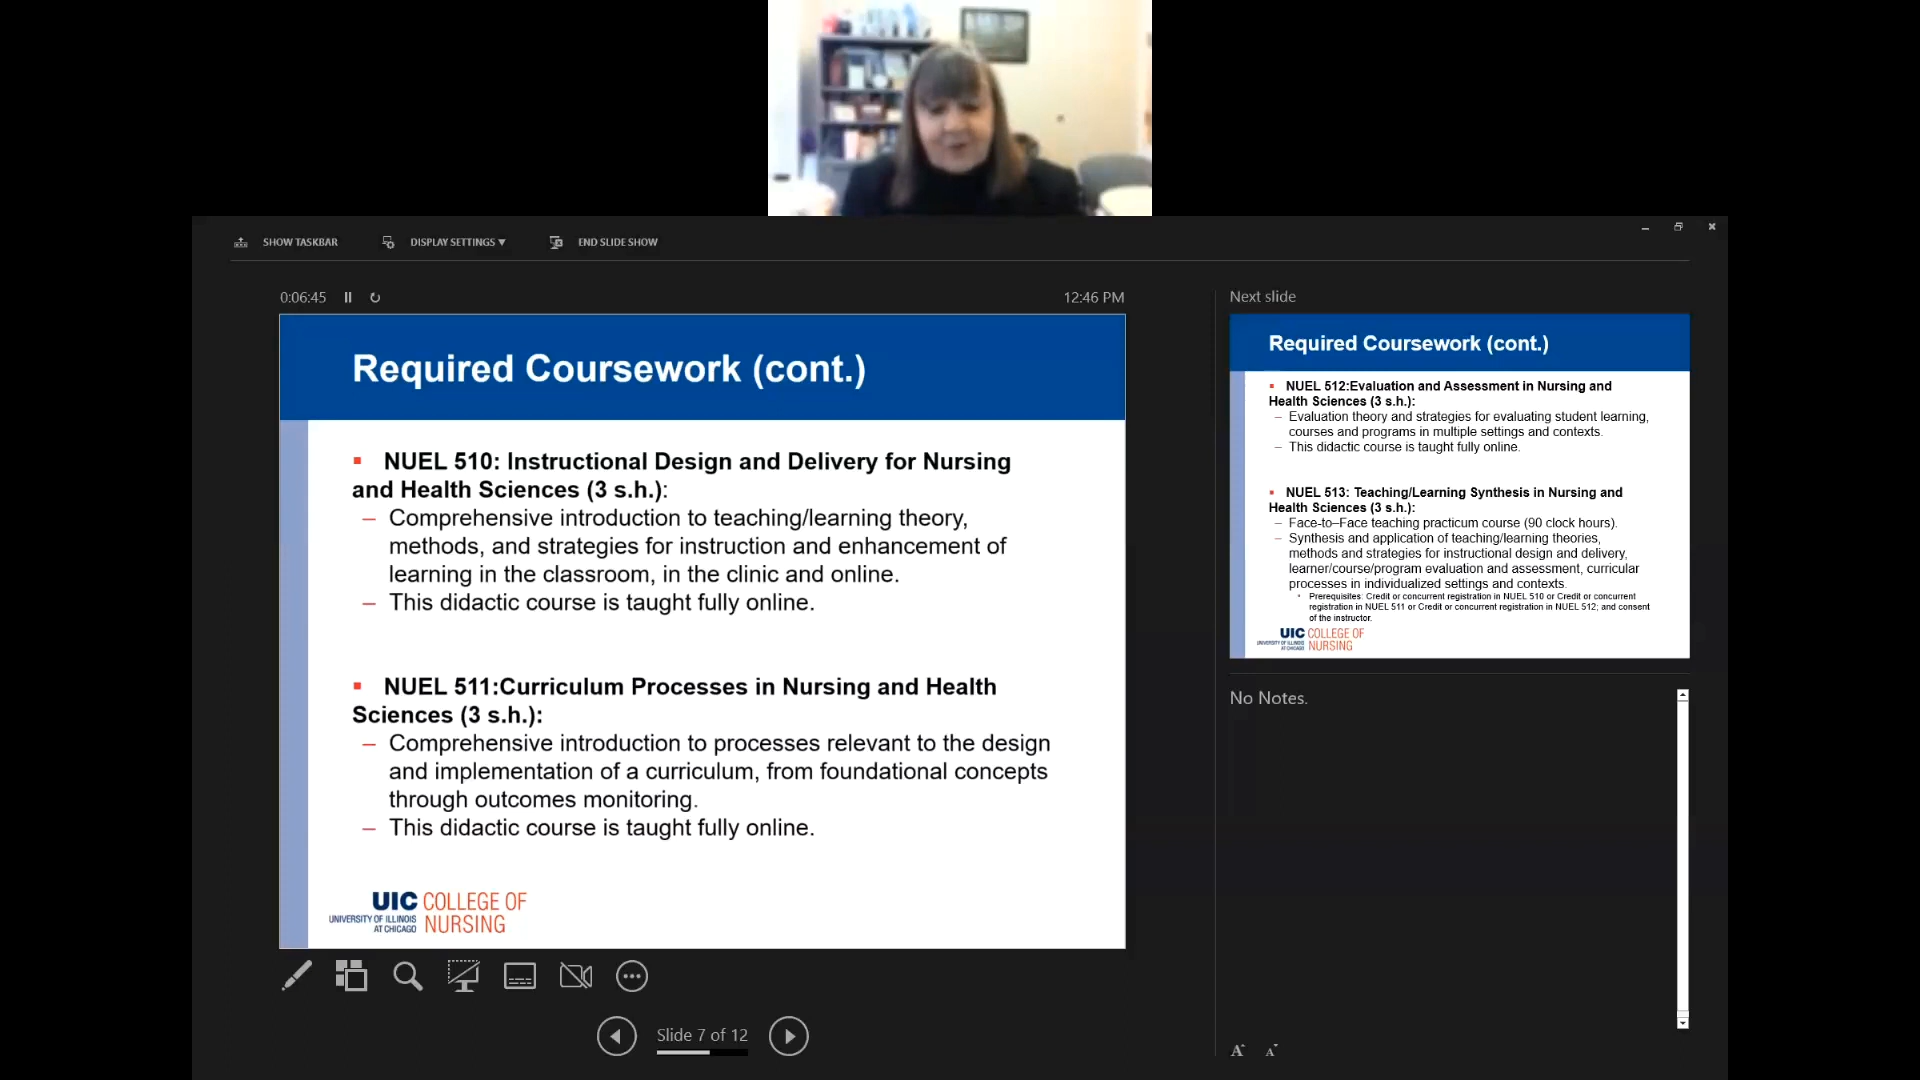 SHOW TASKBAR
DISPLAY SETTINGS ▼
END SLIDE SHOW
0:06:45
12:46 PM
Required Coursework (cont.)
▪ NUEL 510: Instructional Design and Delivery for Nursing
and Health Sciences (3 s.h.):
– Comprehensive introduction to teaching/learning theory,
methods, and strategies for instruction and enhancement of
learning in the classroom, in the clinic and online.
– This didactic course is taught fully online.
▪ NUEL 511:Curriculum Processes in Nursing and Health
Sciences (3 s.h.):
– Comprehensive introduction to processes relevant to the design
and implementation of a curriculum, from foundational concepts
through outcomes monitoring.
– This didactic course is taught fully online.
UIC COLLEGE OF
UNIVERSITY OF ILLINOIS
AT CHICAGO NURSING
Slide 7 of 12
Next slide
Required Coursework (cont.)
▪ NUEL 512:Evaluation and Assessment in Nursing and
Health Sciences (3 s.h.):
– Evaluation theory and strategies for evaluating student learning,
courses and programs in multiple settings and contexts.
– This didactic course is taught fully online.
▪ NUEL 513: Teaching/Learning Synthesis in Nursing and
Health Sciences (3 s.h.):
– Face-to–Face teaching practicum course (90 clock hours).
– Synthesis and application of teaching/learning theories,
methods and strategies for instructional design and delivery,
learner/course/program evaluation and assessment, curricular
processes in individualized settings and contexts.
• Prerequisites: Credit or concurrent registration in NUEL 510 or Credit or concurrent
registration in NUEL 511 or Credit or concurrent registration in NUEL 512; and consent
of the instructor.
UIC COLLEGE OF
UNIVERSITY OF ILLINOIS
AT CHICAGO NURSING
No Notes.
A A